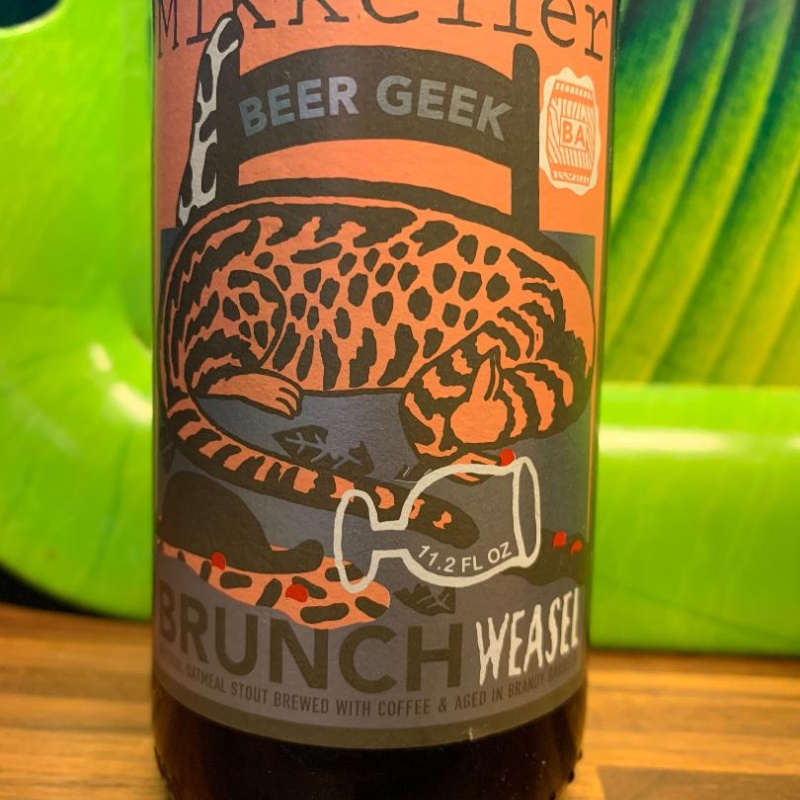 Mikkeller
BEER GEEK
BA
11.2 FL OZ
BRUNCH WEASEL
OATMEAL STOUT BREWED WITH COFFEE & AGED IN BRANDY